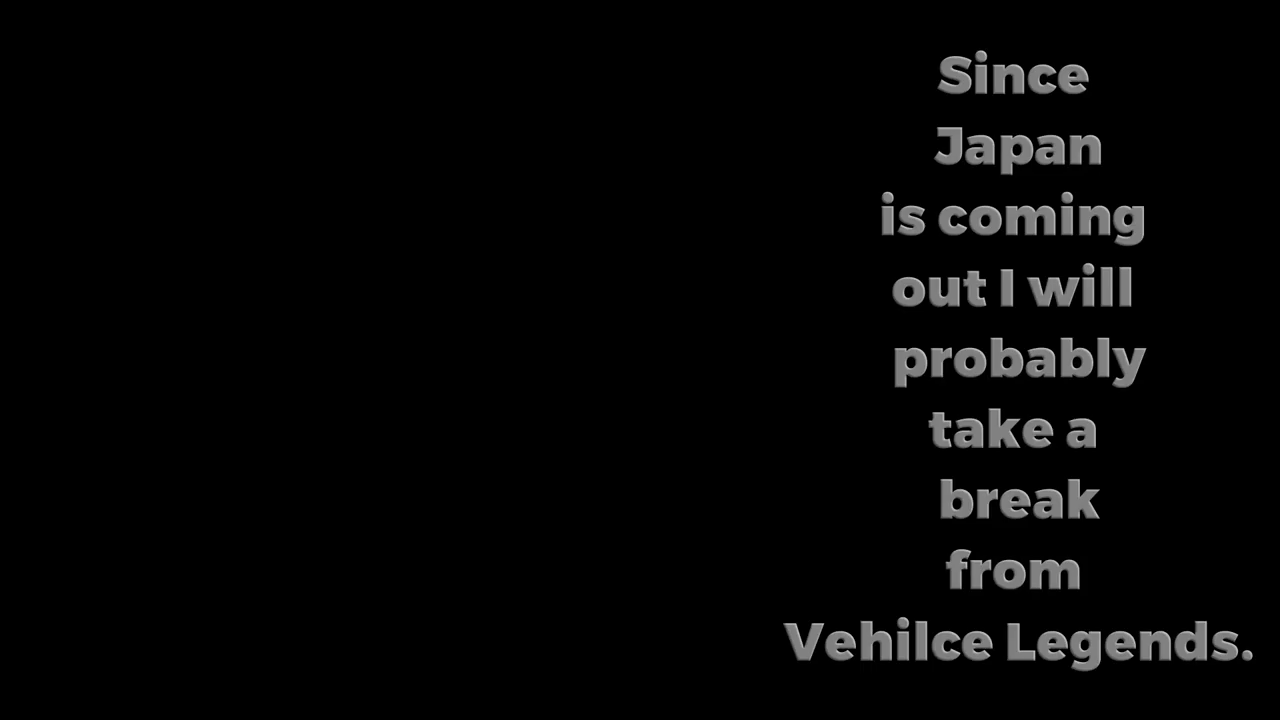 Since
Japan
is coming
out I will
probably
take a
break
from
Vehilce Legends.